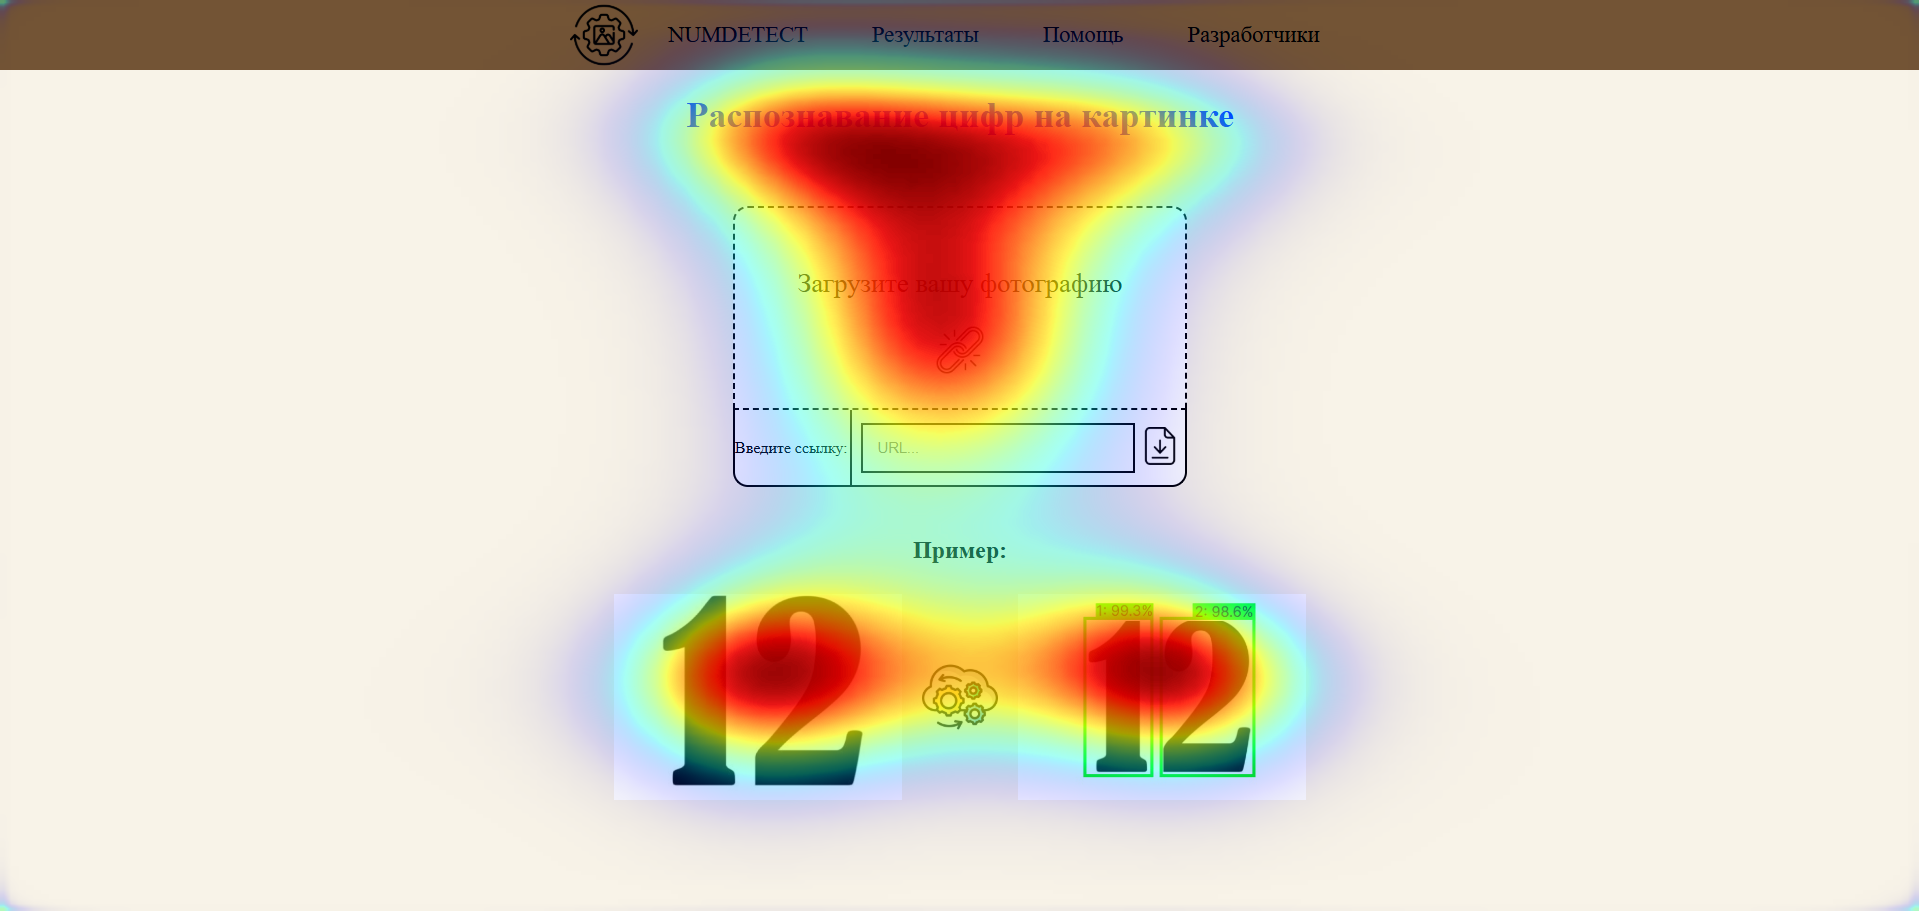 NUMDETECT Результаты Помощь Разработчики
Распознавание цифр на картинке
Загрузите вашу фотографию
Введите ссылку: URL...
Пример:
12
1: 99.3% 2: 98.6%
12